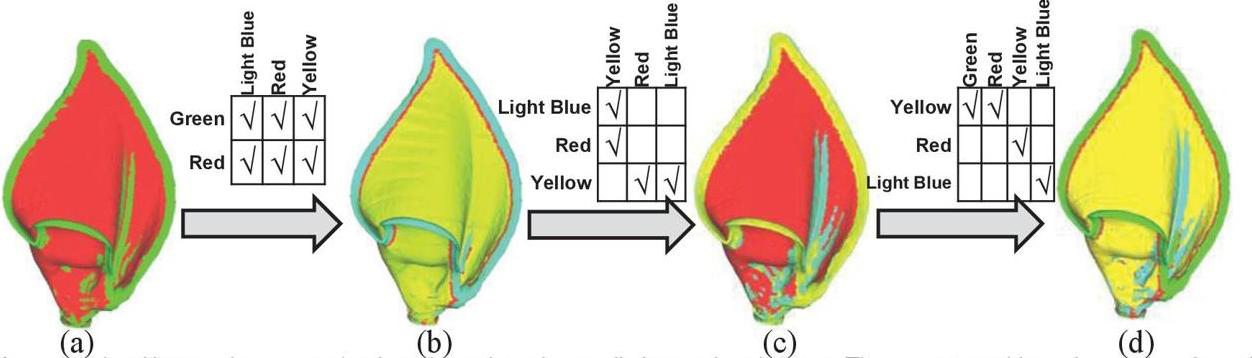 Light Blue Red Yellow
Green √ √ √
Red √ √ √
Yellow Red Light Blue
Light Blue √
Red √
Yellow √ √
Green Red Yellow Light Blue
Yellow √ √
Red √
Light Blue √
(a) (b) (c) (d)